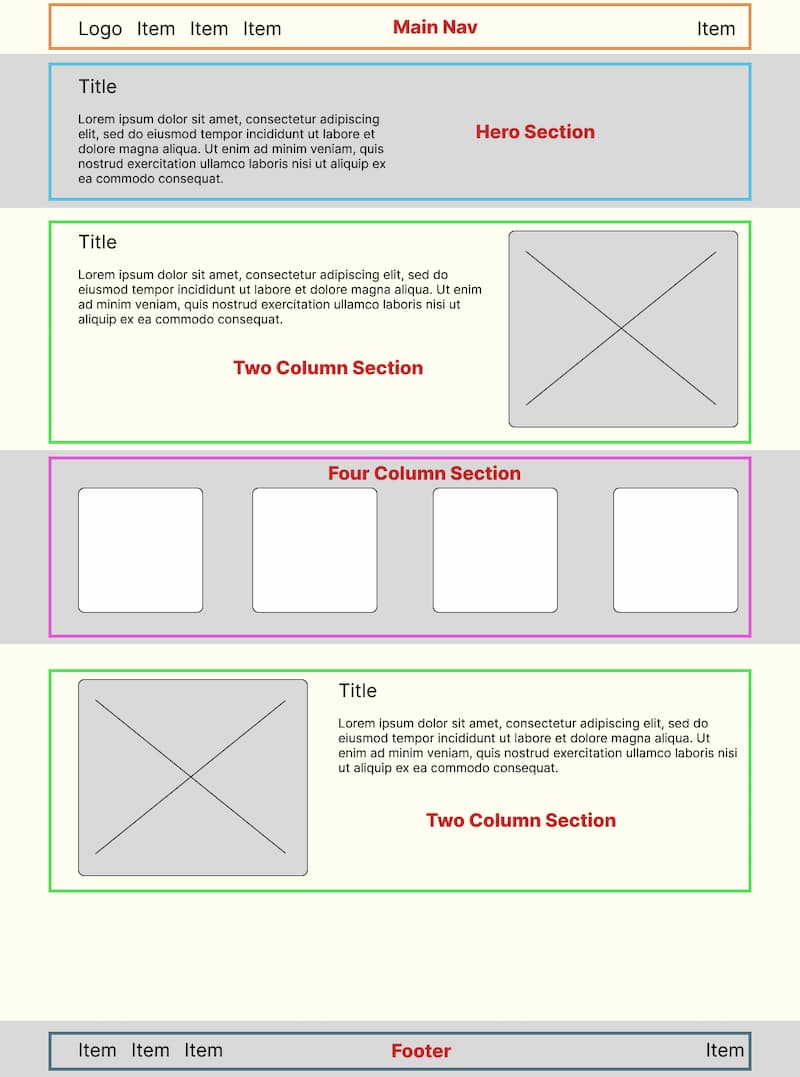 Logo Item Item Item Main Nav Item
Title
Lorem ipsum dolor sit amet, consectetur adipiscing
elit, sed do eiusmod tempor incididunt ut labore et
dolore magna aliqua. Ut enim ad minim veniam, quis
nostrud exercitation ullamco laboris nisi ut aliquip ex
ea commodo consequat.
Hero Section
Title
Lorem ipsum dolor sit amet, consectetur adipiscing elit, sed do
eiusmod tempor incididunt ut labore et dolore magna aliqua. Ut enim
ad minim veniam, quis nostrud exercitation ullamco laboris nisi ut
aliquip ex ea commodo consequat.
Two Column Section
Four Column Section
Title
Lorem ipsum dolor sit amet, consectetur adipiscing elit, sed do
eiusmod tempor incididunt ut labore et dolore magna aliqua. Ut
enim ad minim veniam, quis nostrud exercitation ullamco laboris nisi
ut aliquip ex ea commodo consequat.
Two Column Section
Item Item Item Footer Item